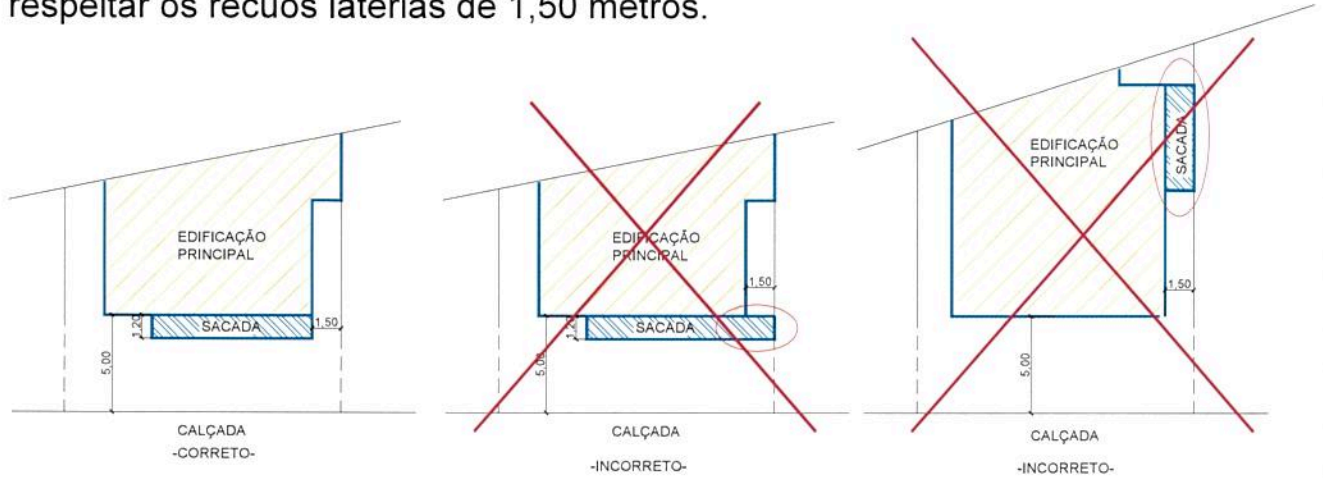 respeitar os recuos laterias de 1,50 metros.
EDIFICAÇÃO
PRINCIPAL
SACADA
1,20
1,50
5,00
CALÇADA
-CORRETO-
EDIFICAÇÃO
PRINCIPAL
1,50
SACADA
1,20
5,00
CALÇADA
-INCORRETO-
EDIFICAÇÃO
PRINCIPAL
SACADA
1,50
5,00
CALÇADA
-INCORRETO-